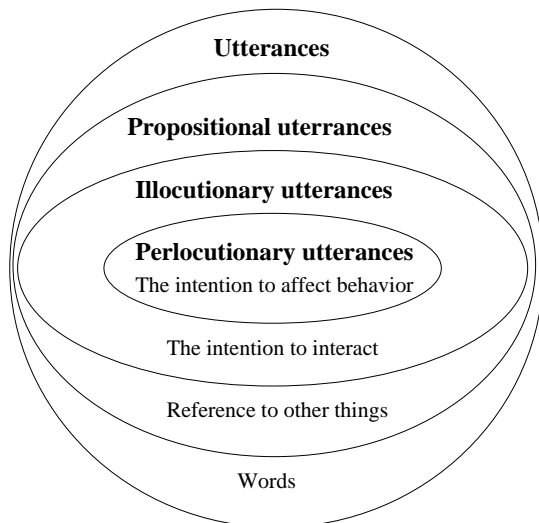 Utterances
Propositional uterrances
Illocutionary utterances
Perlocutionary utterances
The intention to affect behavior
The intention to interact
Reference to other things
Words